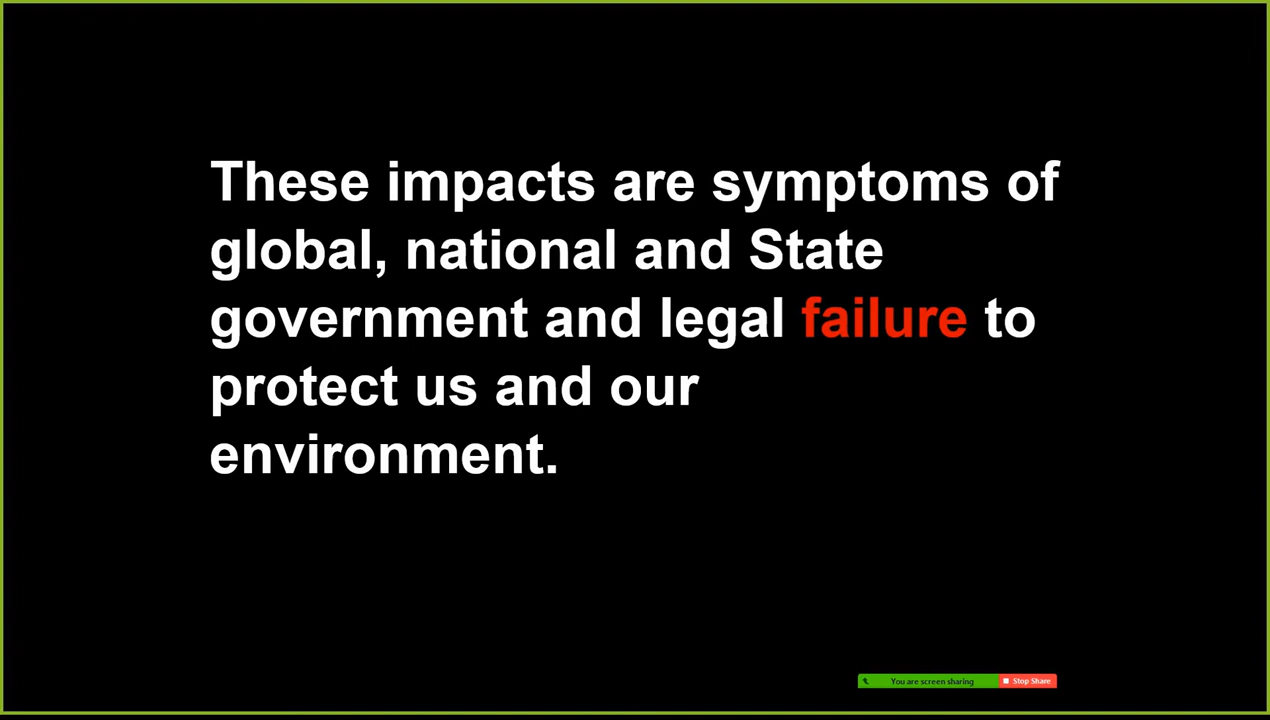 These impacts are symptoms of
global, national and State
government and legal failure to
protect us and our
environment.
You are screen sharing
Stop Share